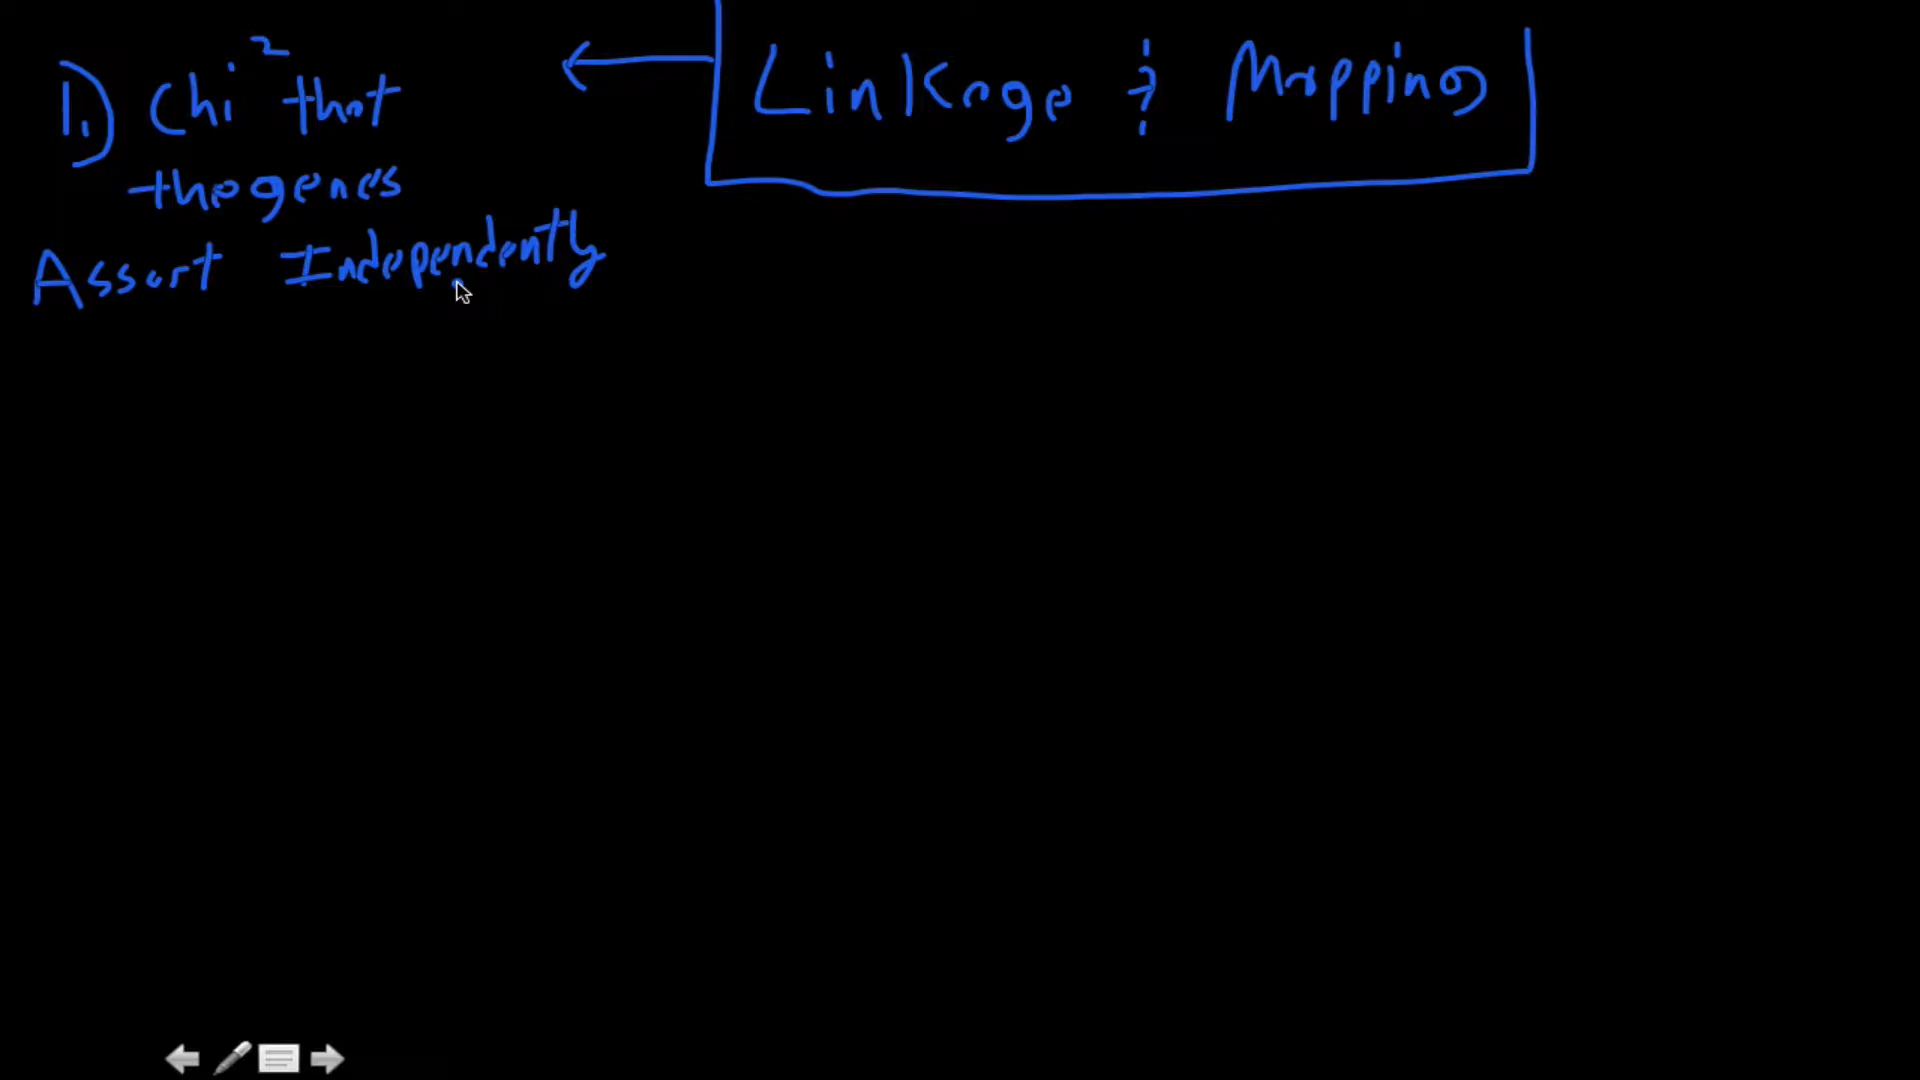 Linkage & Mapping
1.) Chi² that
the genes
Assort Independently